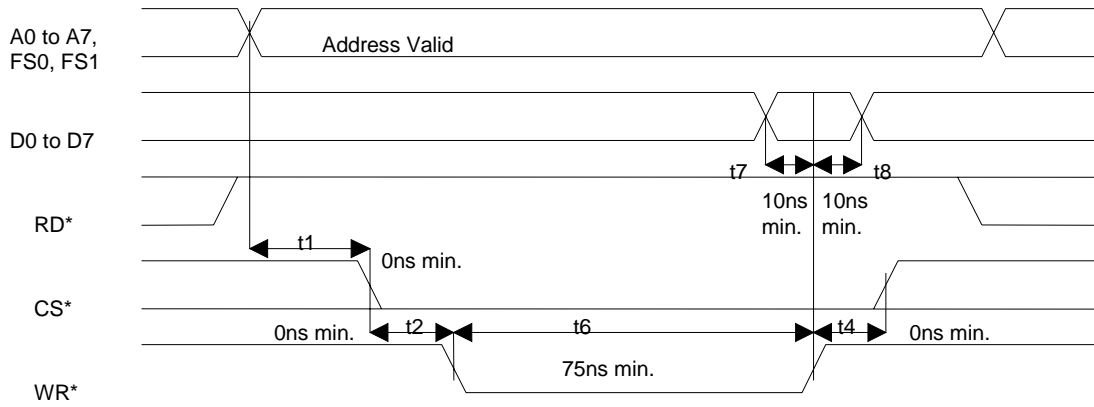 A0 to A7,
FS0, FS1
Address Valid
D0 to D7
t7
t8
10ns
min.
10ns
min.
RD*
t1
0ns min.
CS*
0ns min.
t2
t6
t4
0ns min.
75ns min.
WR*